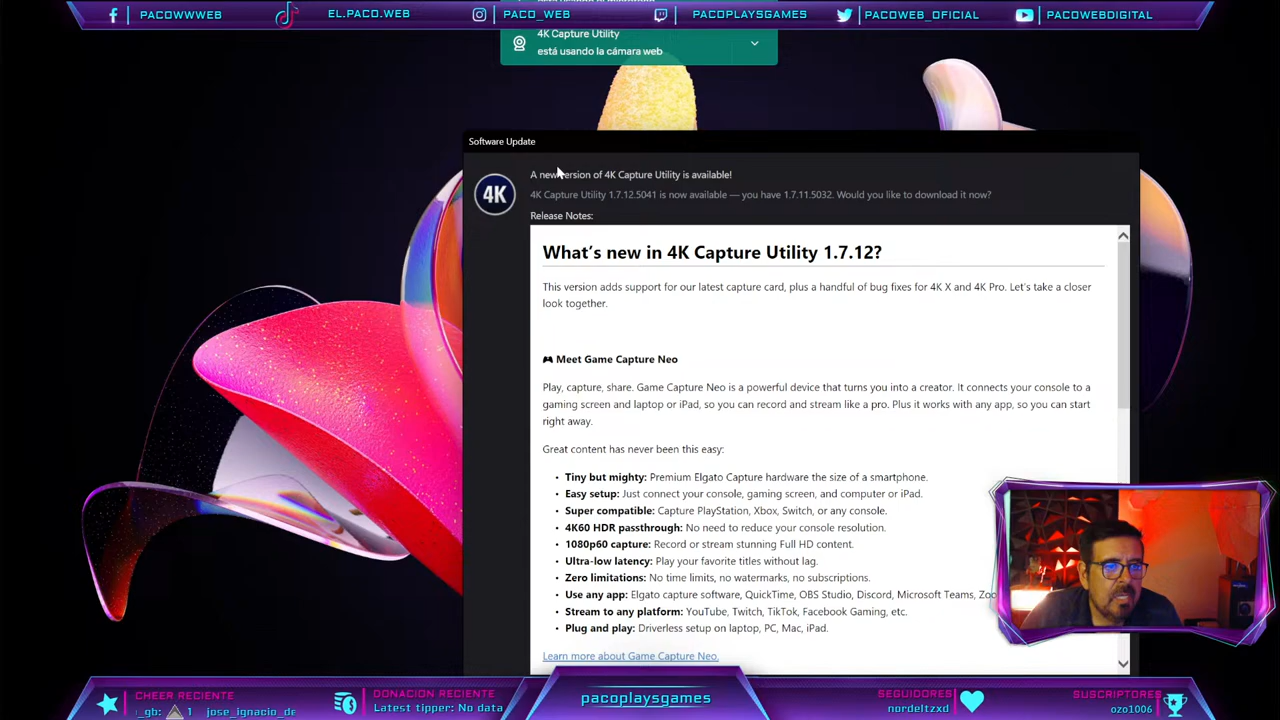 PACOWWWEB
EL.PACO.WEB
PACO_WEB
PACOPLAYSGAMES
PACOWEB_OFICIAL
PACOWEBDIGITAL
4K Capture Utility
está usando la cámara web
Software Update
4K
A new version of 4K Capture Utility is available!
4K Capture Utility 1.7.12.5041 is now available — you have 1.7.11.5032. Would you like to download it now?
Release Notes:
What's new in 4K Capture Utility 1.7.12?
This version adds support for our latest capture card, plus a handful of bug fixes for 4K X and 4K Pro. Let's take a closer
look together.
🎮 Meet Game Capture Neo
Play, capture, share. Game Capture Neo is a powerful device that turns you into a creator. It connects your console to a
gaming screen and laptop or iPad, so you can record and stream like a pro. Plus it works with any app, so you can start
right away.
Great content has never been this easy:
• Tiny but mighty: Premium Elgato Capture hardware the size of a smartphone.
• Easy setup: Just connect your console, gaming screen, and computer or iPad.
• Super compatible: Capture PlayStation, Xbox, Switch, or any console.
• 4K60 HDR passthrough: No need to reduce your console resolution.
• 1080p60 capture: Record or stream stunning Full HD content.
• Ultra-low latency: Play your favorite titles without lag.
• Zero limitations: No time limits, no watermarks, no subscriptions.
• Use any app: Elgato capture software, QuickTime, OBS Studio, Discord, Microsoft Teams, Zoo
• Stream to any platform: YouTube, Twitch, TikTok, Facebook Gaming, etc.
• Plug and play: Driverless setup on laptop, PC, Mac, iPad.
Learn more about Game Capture Neo.
CHEER RECIENTE
_gb: 1 jose_ignacio_de
DONACION RECIENTE
Latest tipper: No data
pacoplaysgames
SEGUIDORES
nordeltzxd
SUSCRIPTORES
ozo1006